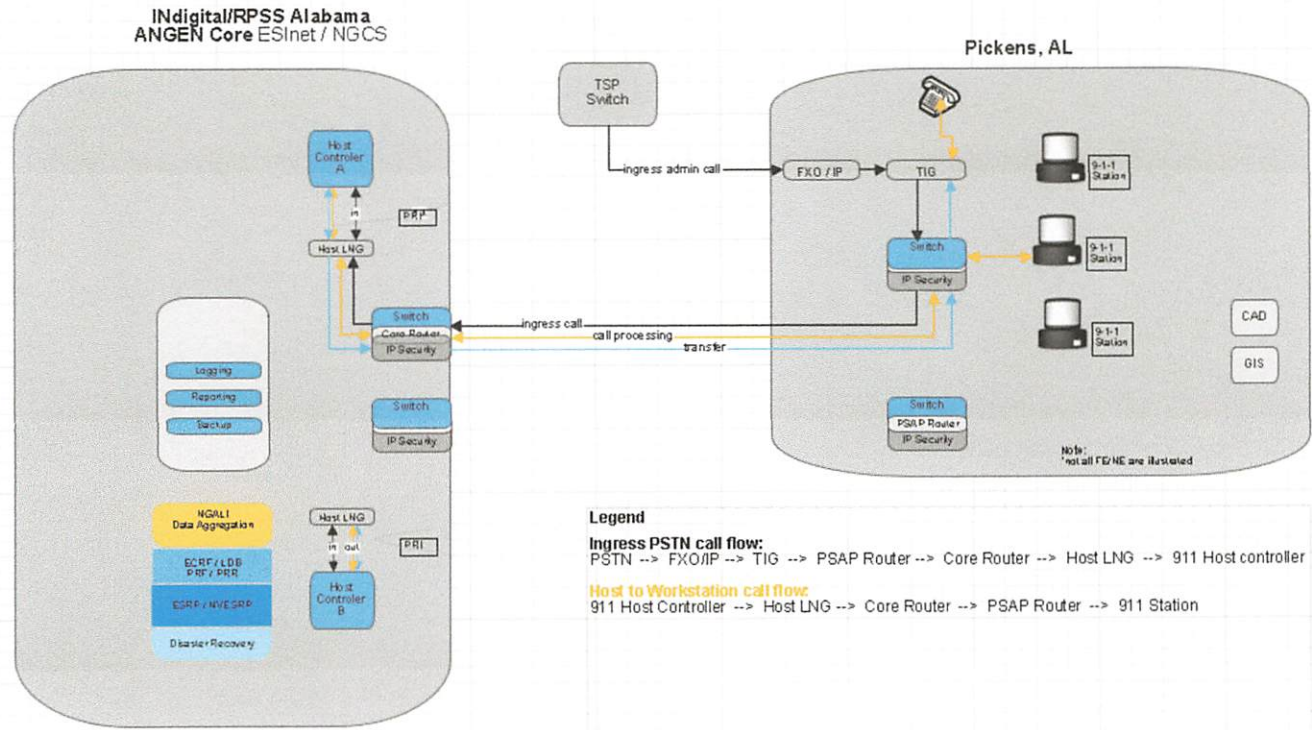 INdigital/RPSS Alabama
ANGEN Core ESInet / NGCS
Pickens, AL
TSP
Switch
Host
Controler
A
ingress admin call
FXO / IP
TIG
9-1-1
Station
in
PRI
Host LNG
Switch
IP Security
9-1-1
Station
Switch
Core Router
IP Security
ingress call
call processing
transfer
9-1-1
Station
CAD
GIS
Logging
Reporting
Backup
Switch
IP Security
Switch
PSAP Router
IP Security
Note:
*not all FE/NE are illustrated
NGALI
Data Aggregation
ECRF / LDB
PRF / PRR
ESRP / NVESRP
Disaster Recovery
Host LNG
in out
PRI
Host
Controler
B
Legend
Ingress PSTN call flow:
PSTN --> FXO/IP --> TIG --> PSAP Router --> Core Router --> Host LNG --> 911 Host controller
Host to Workstation call flow:
911 Host Controller --> Host LNG --> Core Router --> PSAP Router --> 911 Station